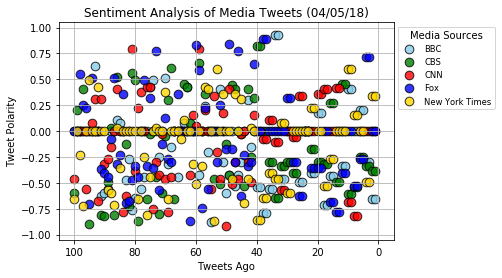 Sentiment Analysis of Media Tweets (04/05/18)
1.00
0.75
0.50
0.25
0.00
−0.25
−0.50
−0.75
−1.00
Tweet Polarity
100
80
60
40
20
0
Tweets Ago
Media Sources
BBC
CBS
CNN
Fox
New York Times